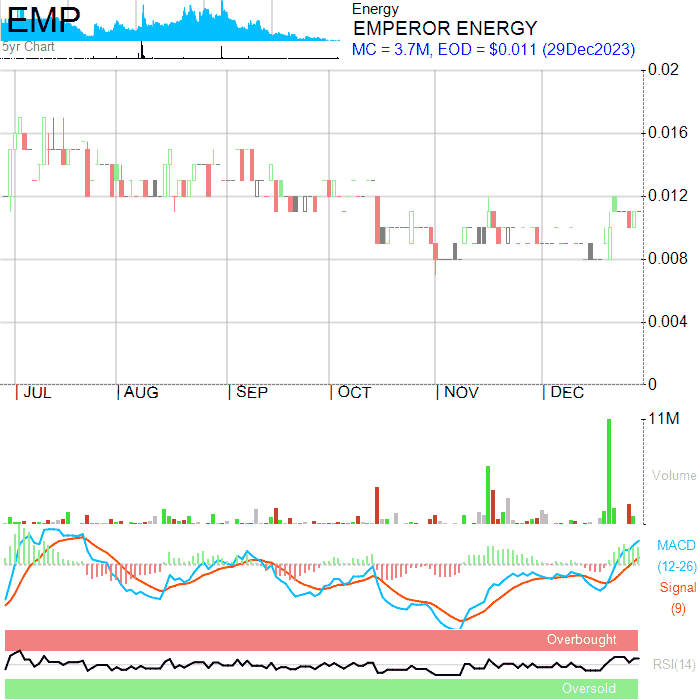 EMP
5yr Chart
Energy
EMPEROR ENERGY
MC = 3.7M, EOD = $0.011 (29Dec2023)
0.02
0.016
0.012
0.008
0.004
0
JUL AUG SEP OCT NOV DEC
11M
Volume
MACD
(12-26)
Signal
(9)
Overbought
RSI(14)
Oversold